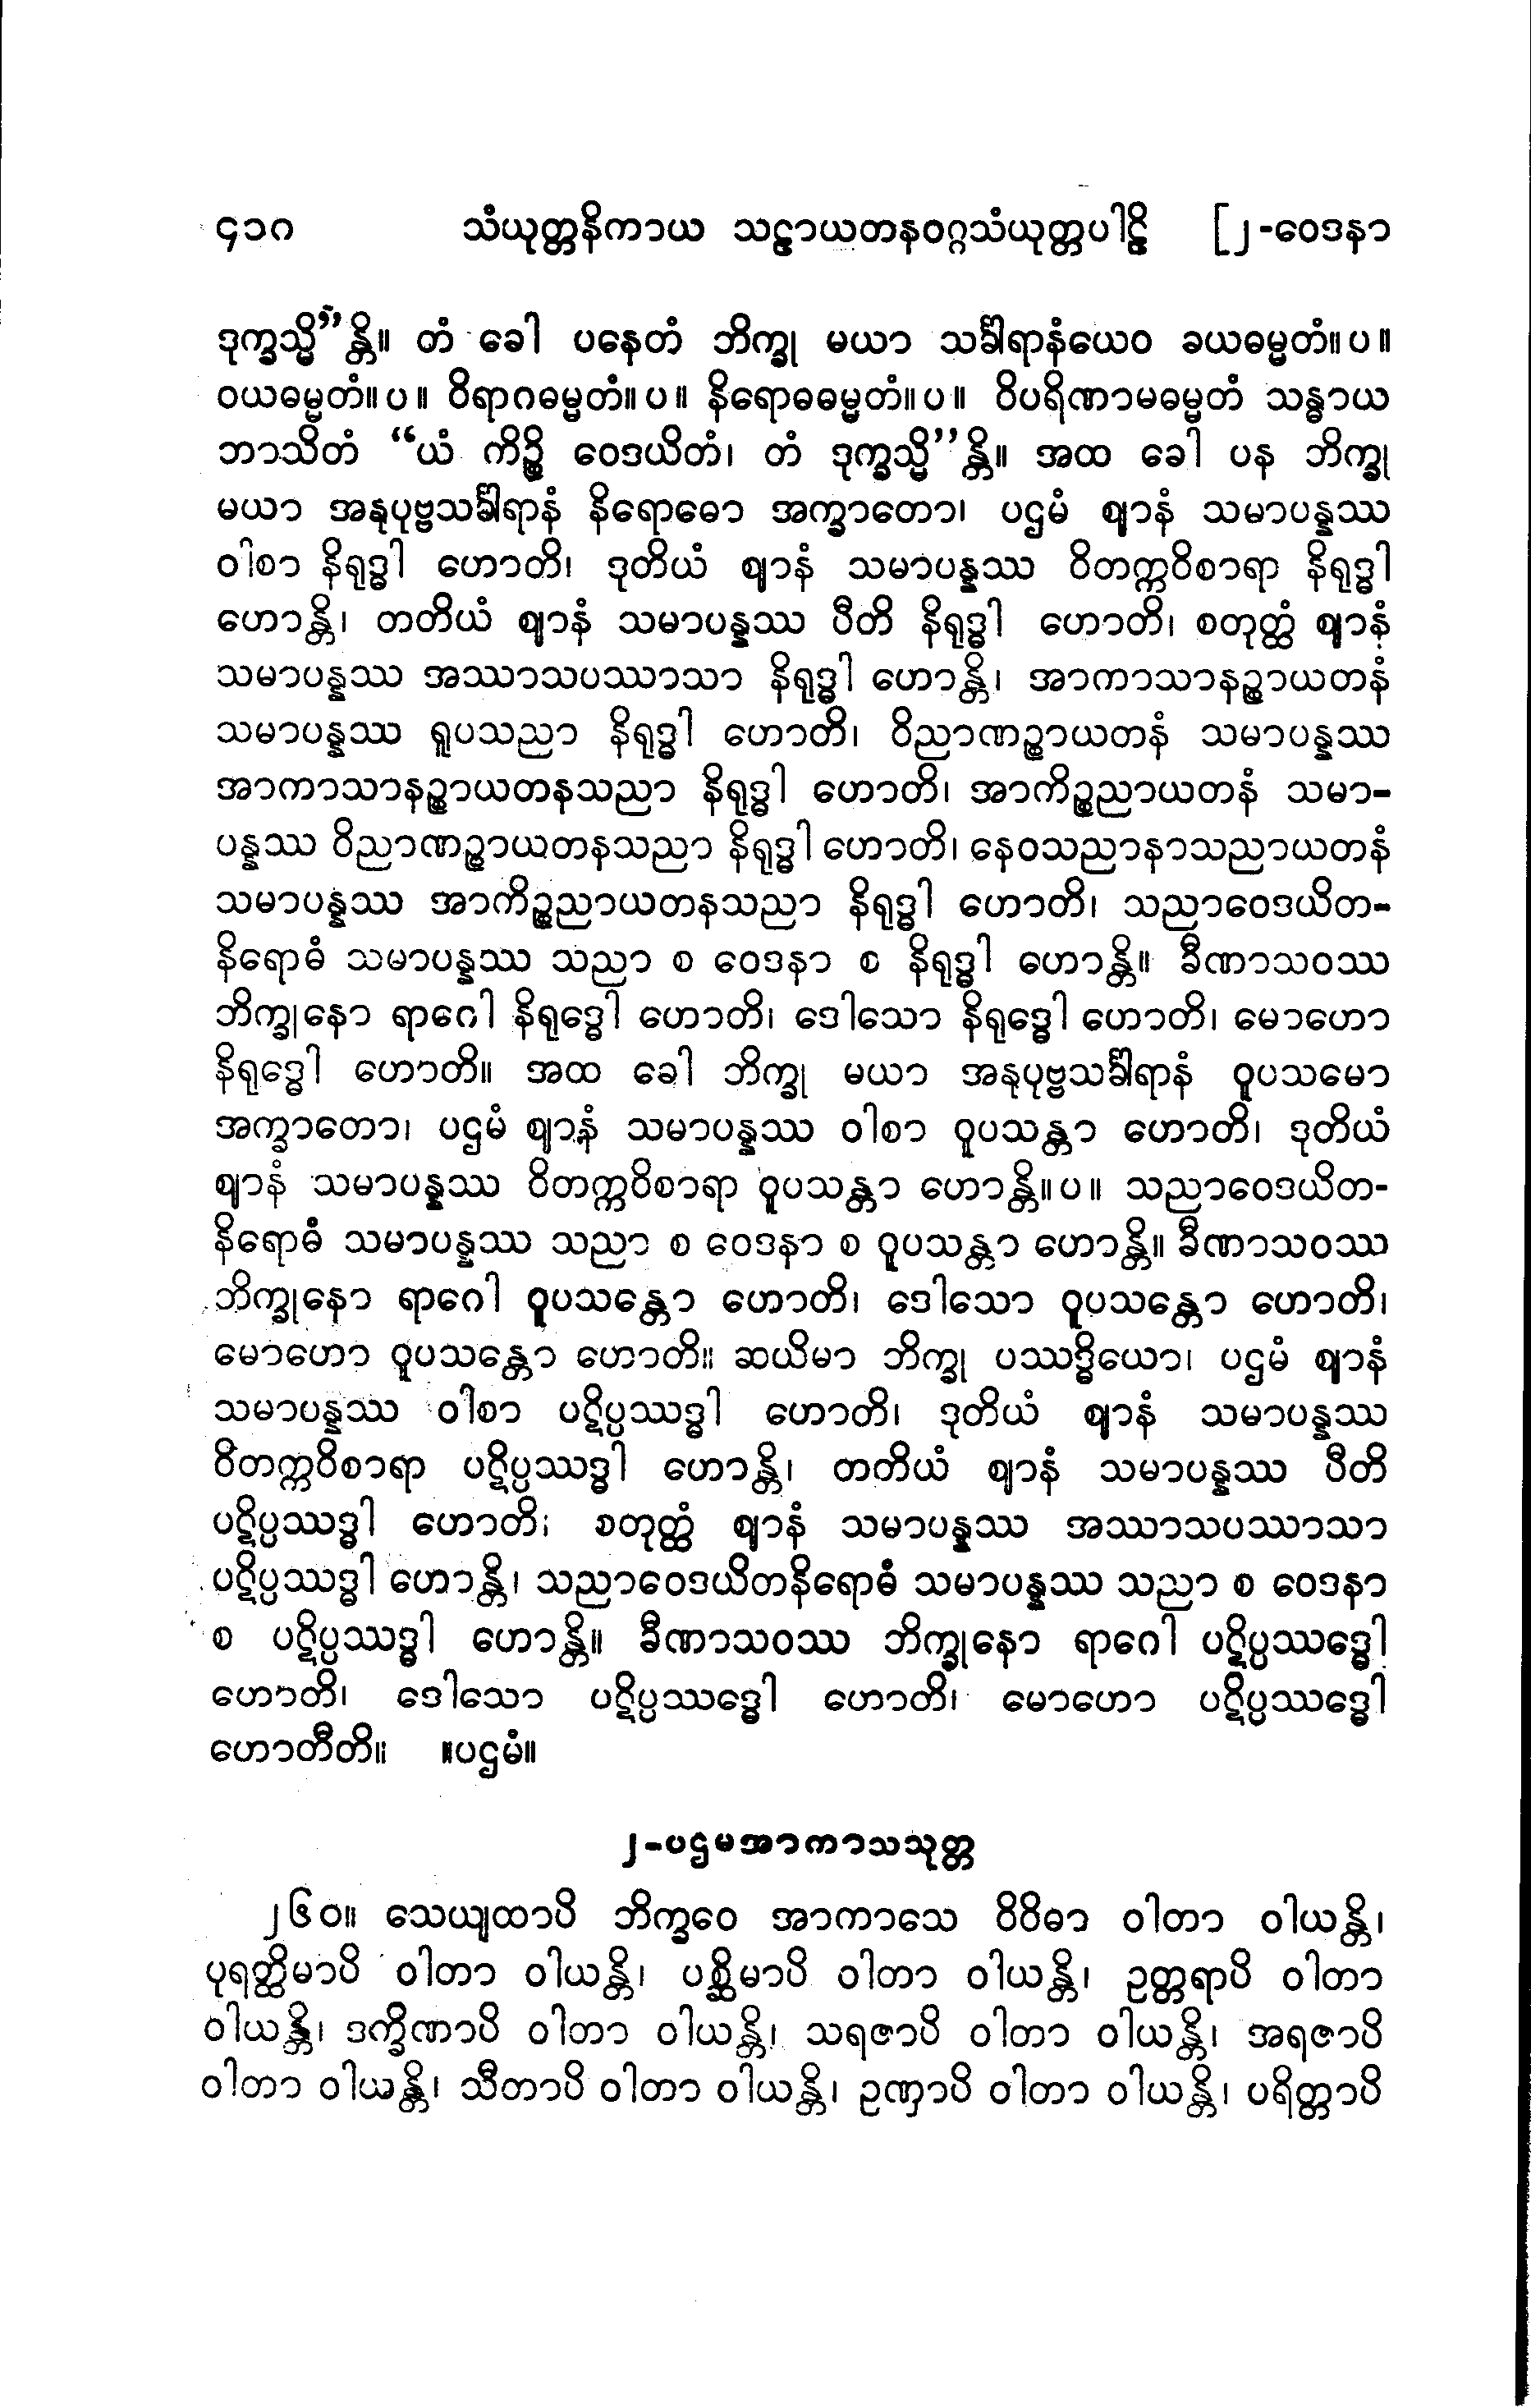 ၄၁၈ သံယုတ္တနိကာယ သဠာယတနဝဂ္ဂသံယုတ္တပါဠိ [၂-ဝေဒနာ
ဒုက္ခသ္မိ”န္တိ။ တံ ခေါ ပနေတံ ဘိက္ခု မယာ သင်္ခါရာနံယေဝ ခယဓမ္မတံ။ပ။
ဝယဓမ္မတံ။ပ။ ဝိရာဂဓမ္မတံ။ပ။ နိရောဓဓမ္မတံ။ပ။ ဝိပရိဏာမဓမ္မတံ သန္ဓာယ
ဘာသိတံ “ယံ ကိဉ္စိ ဝေဒယိတံ၊ တံ ဒုက္ခသ္မိ”န္တိ။ အထ ခေါ ပန ဘိက္ခု
မယာ အနုပုဗ္ဗသင်္ခါရာနံ နိရောဓော အက္ခာတော၊ ပဌမံ ဈာနံ သမာပန္နဿ
ဝါစာ နိရုဒ္ဓါ ဟောတိ၊ ဒုတိယံ ဈာနံ သမာပန္နဿ ဝိတက္ကဝိစာရာ နိရုဒ္ဓါ
ဟောန္တိ၊ တတိယံ ဈာနံ သမာပန္နဿ ပီတိ နိရုဒ္ဓါ ဟောတိ၊ စတုတ္ထံ ဈာနံ
သမာပန္နဿ အဿာသပဿာသာ နိရုဒ္ဓါ ဟောန္တိ၊ အာကာသာနဉ္စာယတနံ
သမာပန္နဿ ရူပသညာ နိရုဒ္ဓါ ဟောတိ၊ ဝိညာဏဉ္စာယတနံ သမာပန္နဿ
အာကာသာနဉ္စာယတနသညာ နိရုဒ္ဓါ ဟောတိ၊ အာကိဉ္စညာယတနံ သမာ-
ပန္နဿ ဝိညာဏဉ္စာယတနသညာ နိရုဒ္ဓါ ဟောတိ၊ နေဝသညာနာသညာယတနံ
သမာပန္နဿ အာကိဉ္စညာယတနသညာ နိရုဒ္ဓါ ဟောတိ၊ သညာဝေဒယိတ-
နိရောဓံ သမာပန္နဿ သညာ စ ဝေဒနာ စ နိရုဒ္ဓါ ဟောန္တိ။ ခီဏာသဝဿ
ဘိက္ခုနော ရာဂေါ နိရုဒ္ဓေါ ဟောတိ၊ ဒေါသော နိရုဒ္ဓေါ ဟောတိ၊ မောဟော
နိရုဒ္ဓေါ ဟောတိ။ အထ ခေါ ဘိက္ခု မယာ အနုပုဗ္ဗသင်္ခါရာနံ ဝူပသမော
အက္ခာတော၊ ပဌမံ ဈာနံ သမာပန္နဿ ဝါစာ ဝူပသန္တာ ဟောတိ၊ ဒုတိယံ
ဈာနံ သမာပန္နဿ ဝိတက္ကဝိစာရာ ဝူပသန္တာ ဟောန္တိ။ပ။ သညာဝေဒယိတ-
နိရောဓံ သမာပန္နဿ သညာ စ ဝေဒနာ စ ဝူပသန္တာ ဟောန္တိ။ ခီဏာသဝဿ
ဘိက္ခုနော ရာဂေါ ဝူပသန္တော ဟောတိ၊ ဒေါသော ဝူပသန္တော ဟောတိ၊
မောဟော ဝူပသန္တော ဟောတိ။ ဆယိမာ ဘိက္ခု ပဿဒ္ဓိယော၊ ပဌမံ ဈာနံ
သမာပန္နဿ ဝါစာ ပဋိပ္ပဿဒ္ဓါ ဟောတိ၊ ဒုတိယံ ဈာနံ သမာပန္နဿ
ဝိတက္ကဝိစာရာ ပဋိပ္ပဿဒ္ဓါ ဟောန္တိ၊ တတိယံ ဈာနံ သမာပန္နဿ ပီတိ
ပဋိပ္ပဿဒ္ဓါ ဟောတိ၊ စတုတ္ထံ ဈာနံ သမာပန္နဿ အဿာသပဿာသာ
ပဋိပ္ပဿဒ္ဓါ ဟောန္တိ၊ သညာဝေဒယိတနိရောဓံ သမာပန္နဿ သညာ စ ဝေဒနာ
စ ပဋိပ္ပဿဒ္ဓါ ဟောန္တိ။ ခီဏာသဝဿ ဘိက္ခုနော ရာဂေါ ပဋိပ္ပဿဒ္ဓေါ
ဟောတိ၊ ဒေါသော ပဋိပ္ပဿဒ္ဓေါ ဟောတိ၊ မောဟော ပဋိပ္ပဿဒ္ဓေါ
ဟောတီတိ။ ။ပဌမံ။
၂-ပဌမအာကာသသုတ္တ
၂၆၀။ သေယျထာပိ ဘိက္ခဝေ အာကာသေ ဝိဝိဓာ ဝါတာ ဝါယန္တိ၊
ပုရတ္ထိမာပိ ဝါတာ ဝါယန္တိ၊ ပစ္ဆိမာပိ ဝါတာ ဝါယန္တိ၊ ဥတ္တရာပိ ဝါတာ
ဝါယန္တိ၊ ဒက္ခိဏာပိ ဝါတာ ဝါယန္တိ၊ သရဇာပိ ဝါတာ ဝါယန္တိ၊ အရဇာပိ
ဝါတာ ဝါယန္တိ၊ သီတာပိ ဝါတာ ဝါယန္တိ၊ ဥဏှာပိ ဝါတာ ဝါယန္တိ၊ ပရိတ္တာပိ